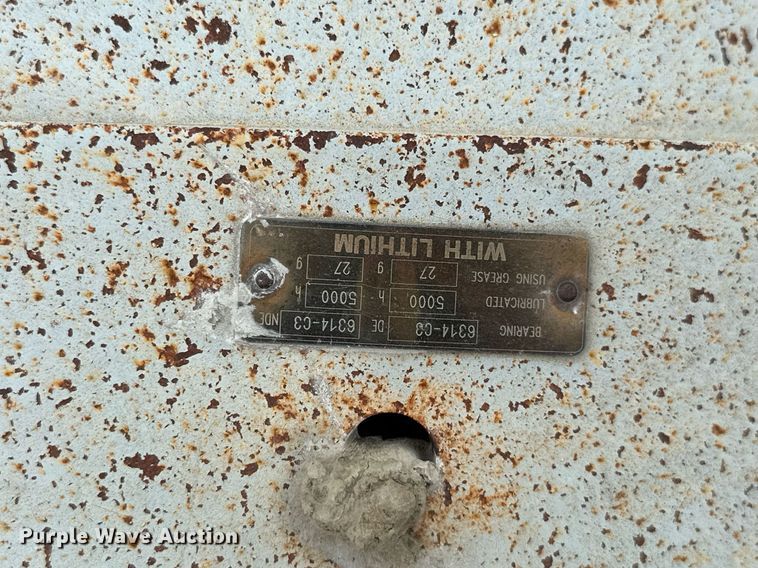 BEARING 6314-C3 DE 6314-C3 NDE
LUBRICATED 5000 h 5000 h
USING GREASE 27 g 27 g
WITH LITHIUM
Purple Wave Auction